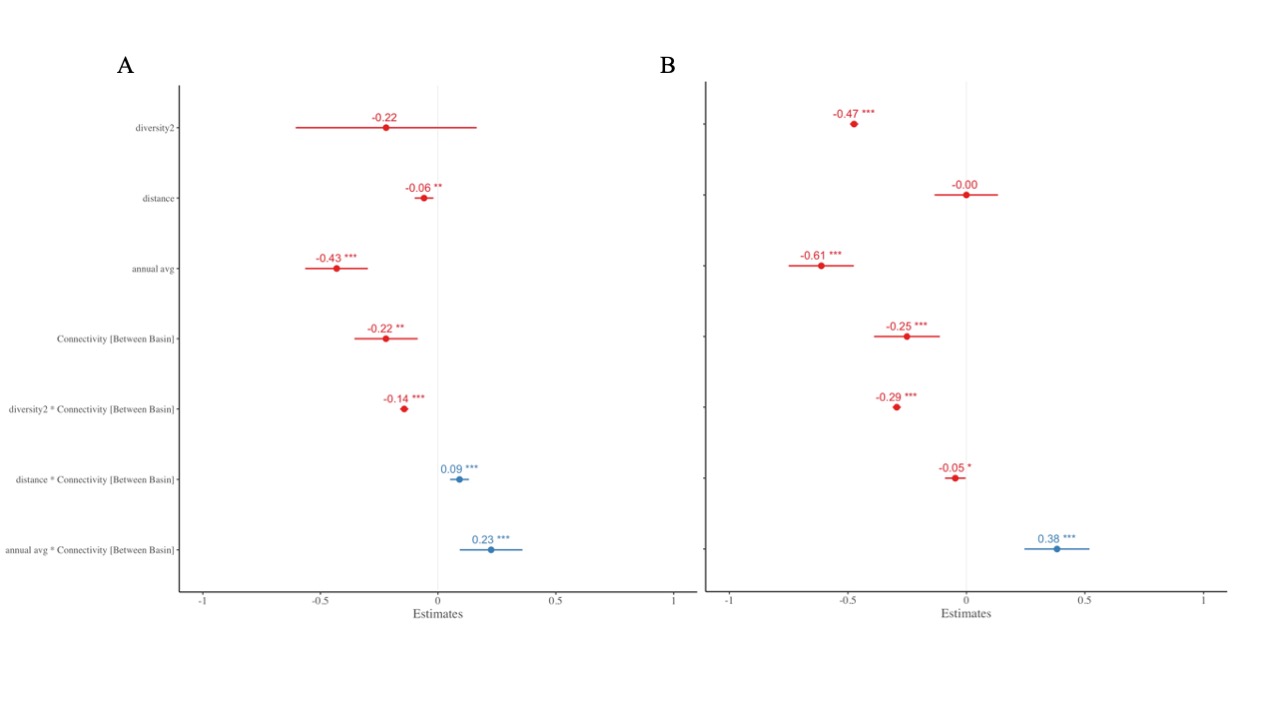 A
B
diversity2
-0.22
-0.47 ***
distance
-0.06 **
-0.00
annual avg
-0.43 ***
-0.61 ***
Connectivity [Between Basin]
-0.22 **
-0.25 ***
diversity2 * Connectivity [Between Basin]
-0.14 ***
-0.29 ***
distance * Connectivity [Between Basin]
0.09 ***
-0.05 *
annual avg * Connectivity [Between Basin]
0.23 ***
0.38 ***
-1
-0.5
0
0.5
1
Estimates
-1
-0.5
0
0.5
1
Estimates